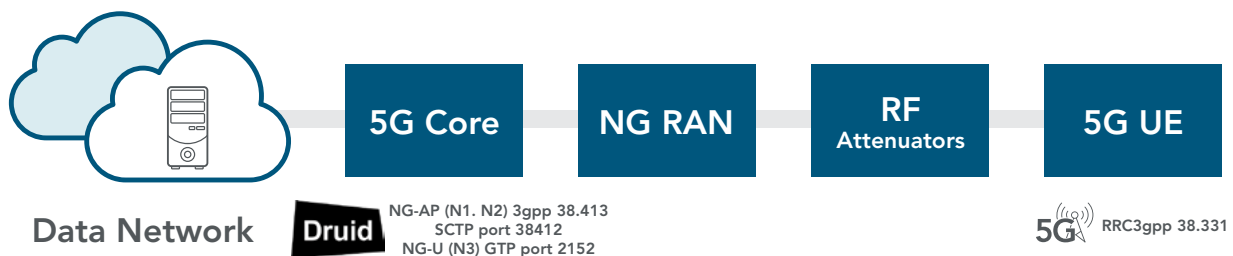 5G Core
NG RAN
RF
Attenuators
5G UE
Data Network
Druid
NG-AP (N1. N2) 3gpp 38.413
SCTP port 38412
NG-U (N3) GTP port 2152
5G
RRC3gpp 38.331